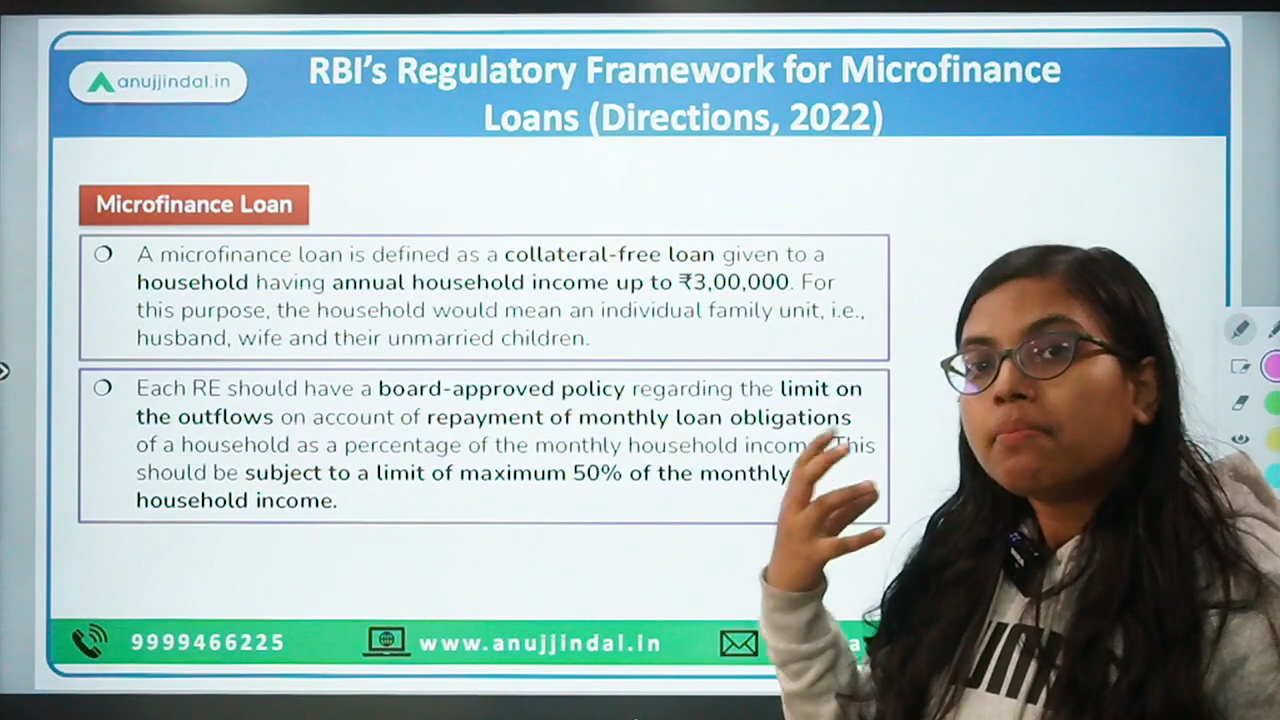 anujjindal.in
RBI’s Regulatory Framework for Microfinance
Loans (Directions, 2022)
Microfinance Loan
A microfinance loan is defined as a collateral-free loan given to a
household having annual household income up to ₹3,00,000. For
this purpose, the household would mean an individual family unit, i.e.,
husband, wife and their unmarried children.
Each RE should have a board-approved policy regarding the limit on
the outflows on account of repayment of monthly loan obligations
of a household as a percentage of the monthly household This
should be subject to a limit of maximum 50% of the monthly
household income.
9999466225
www.anujjindal.in